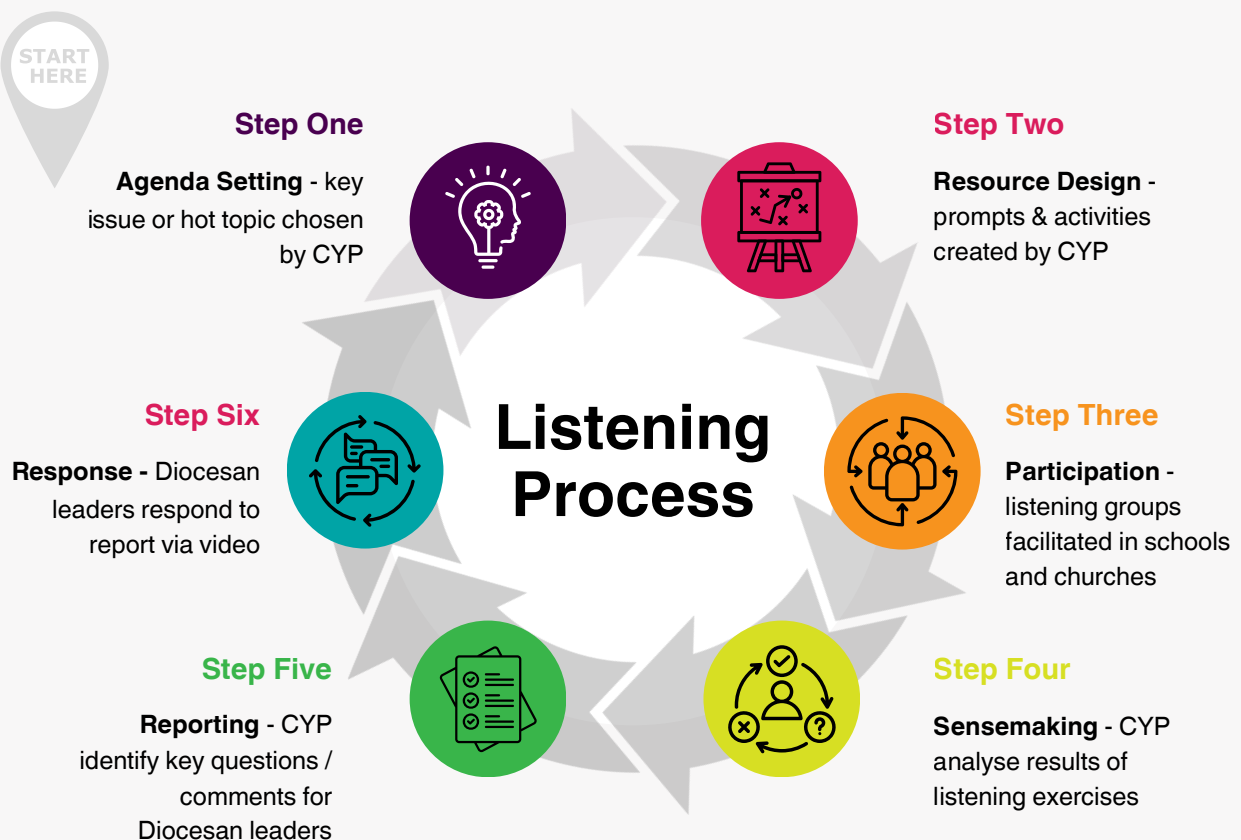 START
HERE
Step One
Agenda Setting - key
issue or hot topic chosen
by CYP
Step Two
Resource Design -
prompts & activities
created by CYP
Listening
Process
Step Three
Participation -
listening groups
facilitated in schools
and churches
Step Four
Sensemaking - CYP
analyse results of
listening exercises
Step Five
Reporting - CYP
identify key questions /
comments for
Diocesan leaders
Step Six
Response - Diocesan
leaders respond to
report via video